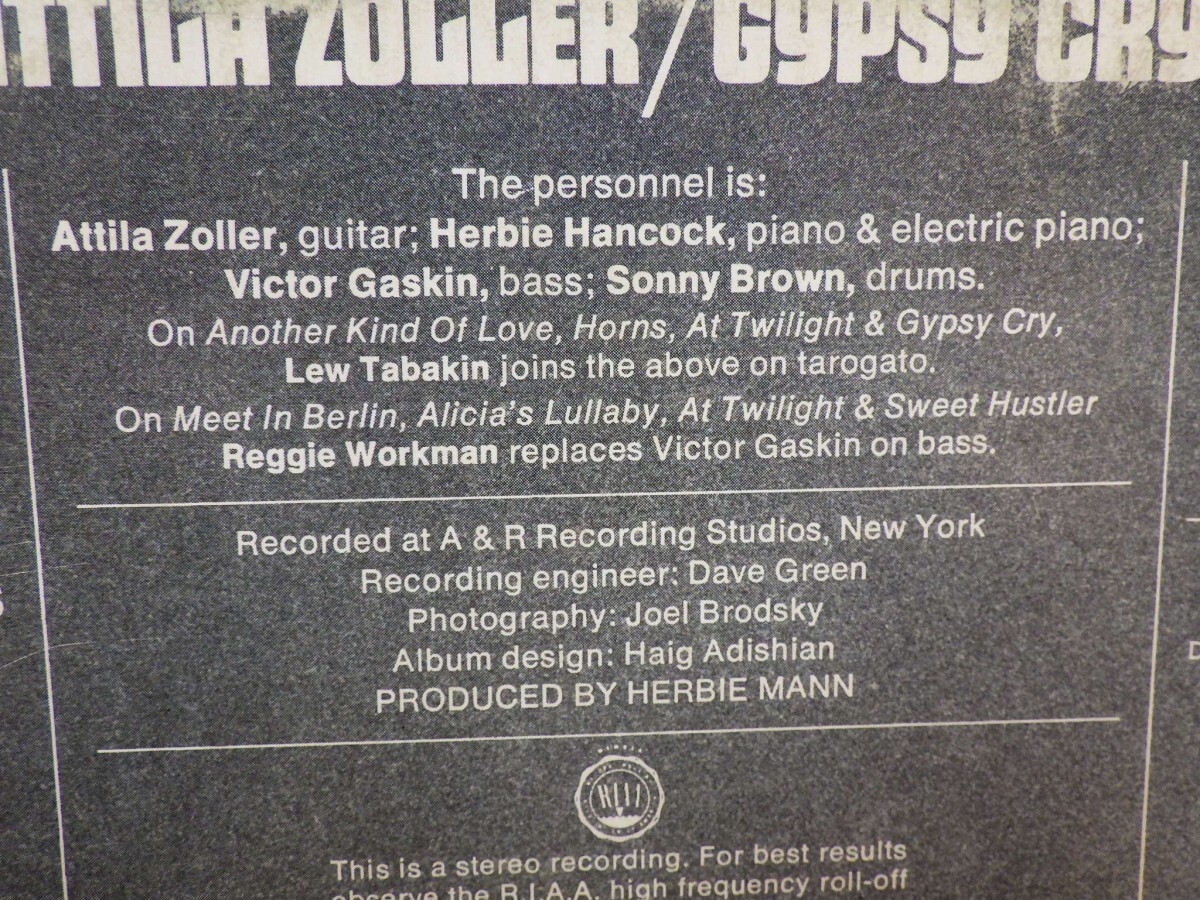 ATTILA ZOLLER / GYPSY CRY
The personnel is:
Attila Zoller, guitar; Herbie Hancock, piano & electric piano;
Victor Gaskin, bass; Sonny Brown, drums.
On Another Kind Of Love, Horns, At Twilight & Gypsy Cry,
Lew Tabakin joins the above on tarogato.
On Meet In Berlin, Alicia's Lullaby, At Twilight & Sweet Hustler
Reggie Workman replaces Victor Gaskin on bass.
Recorded at A & R Recording Studios, New York
Recording engineer: Dave Green
Photography: Joel Brodsky
Album design: Haig Adishian
PRODUCED BY HERBIE MANN
This is a stereo recording. For best results
observe the R.I.A.A. high frequency roll-off